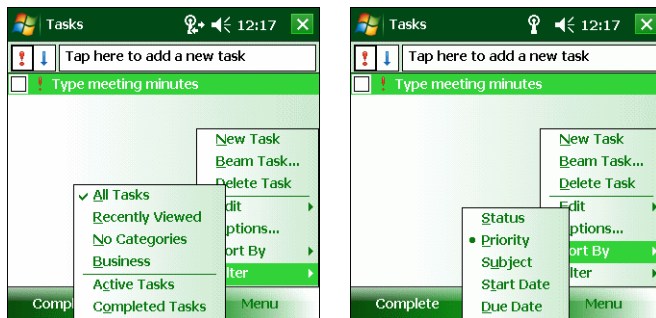 Tasks 12:17
Tap here to add a new task
Type meeting minutes
New Task
Beam Task...
Delete Task
dit
ptions...
ort By
lter
All Tasks
Recently Viewed
No Categories
Business
Active Tasks
Completed Tasks
Compl Menu
Tasks 12:17
Tap here to add a new task
Type meeting minutes
New Task
Beam Task...
Delete Task
Edit
ptions...
ort By
lter
Status
Priority
Subject
Start Date
Due Date
Complete Menu